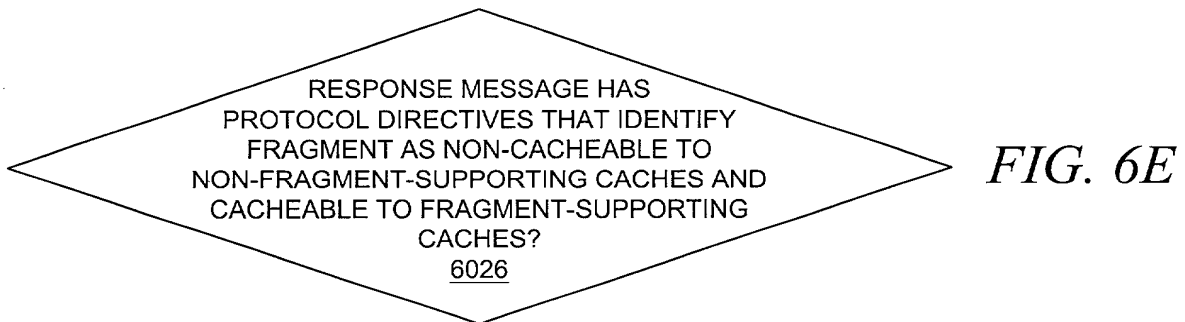 RESPONSE MESSAGE HAS
PROTOCOL DIRECTIVES THAT IDENTIFY
FRAGMENT AS NON-CACHEABLE TO
NON-FRAGMENT-SUPPORTING CACHES AND
CACHEABLE TO FRAGMENT-SUPPORTING
CACHES?
6026
FIG. 6E